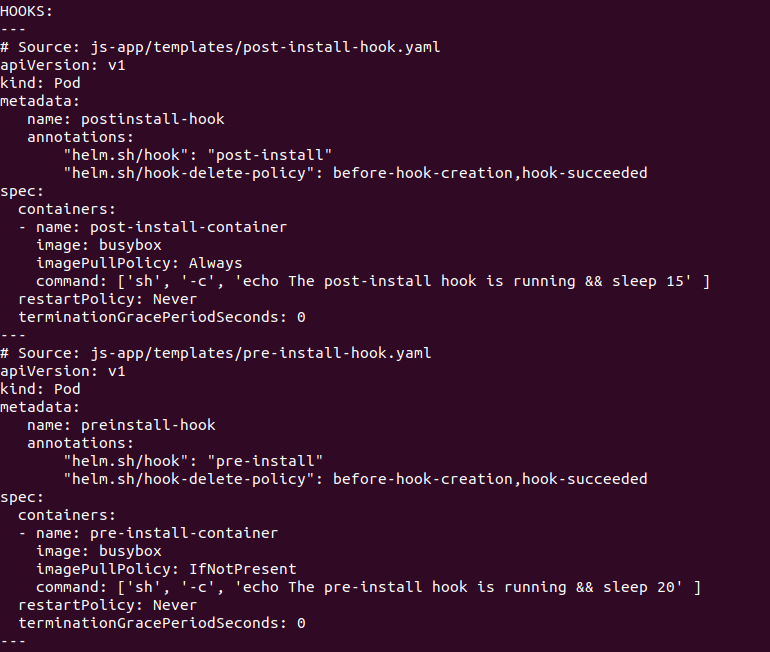 HOOKS:
---
# Source: js-app/templates/post-install-hook.yaml
apiVersion: v1
kind: Pod
metadata:
   name: postinstall-hook
   annotations:
       "helm.sh/hook": "post-install"
       "helm.sh/hook-delete-policy": before-hook-creation,hook-succeeded
spec:
  containers:
  - name: post-install-container
    image: busybox
    imagePullPolicy: Always
    command: ['sh', '-c', 'echo The post-install hook is running && sleep 15' ]
  restartPolicy: Never
  terminationGracePeriodSeconds: 0
---
# Source: js-app/templates/pre-install-hook.yaml
apiVersion: v1
kind: Pod
metadata:
   name: preinstall-hook
   annotations:
       "helm.sh/hook": "pre-install"
       "helm.sh/hook-delete-policy": before-hook-creation,hook-succeeded
spec:
  containers:
  - name: pre-install-container
    image: busybox
    imagePullPolicy: IfNotPresent
    command: ['sh', '-c', 'echo The pre-install hook is running && sleep 20' ]
  restartPolicy: Never
  terminationGracePeriodSeconds: 0
---